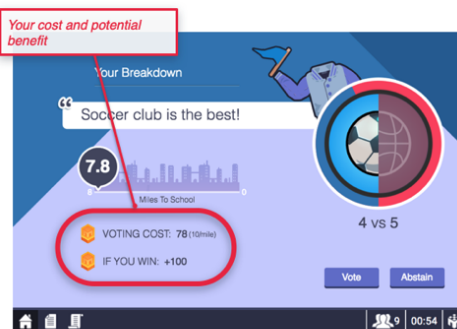 Your cost and potential
benefit
Your Breakdown
“ Soccer club is the best!
7.8
8 0
Miles To School
VOTING COST: 78 (10/mile)
IF YOU WIN: +100
4 vs 5
Vote Abstain
9 00:54